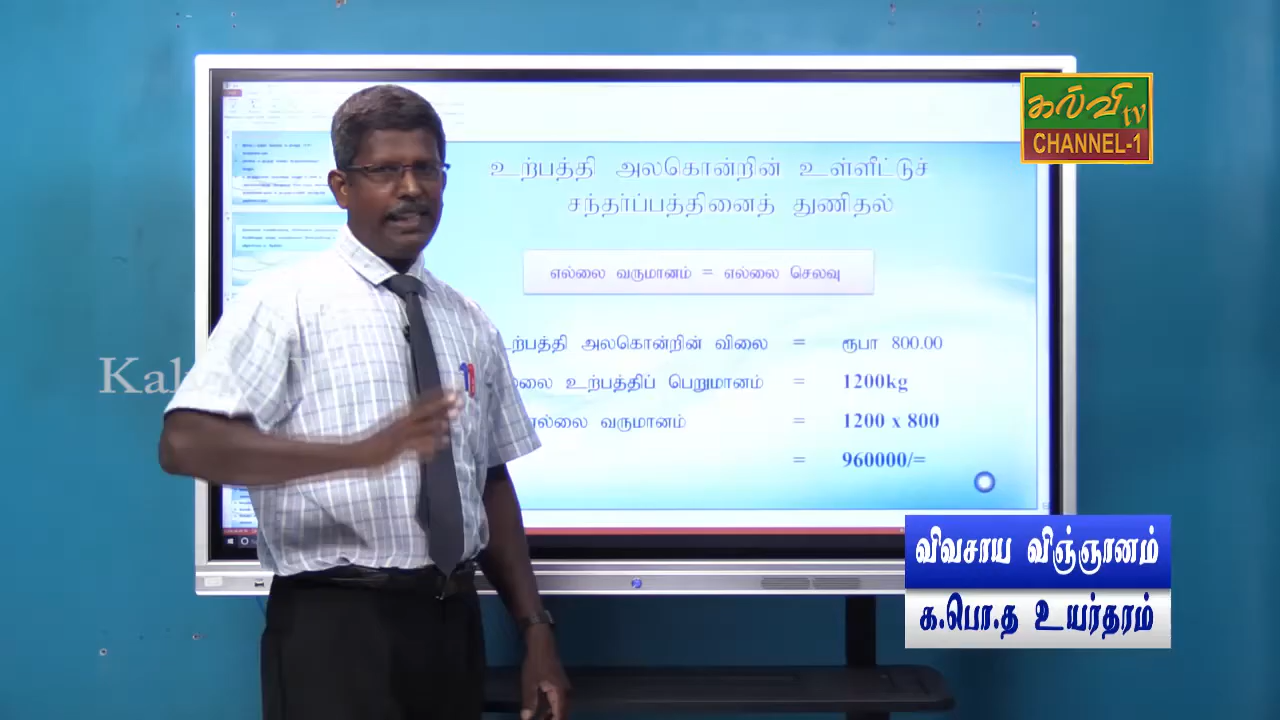 கல்வி tv
CHANNEL-1
உற்பத்தி அலகொன்றின் உள்ளீட்டுச்
சந்தர்ப்பத்தினைத் துணிதல்
எல்லை வருமானம் = எல்லை செலவு
உற்பத்தி அலகொன்றின் விலை = ரூபா 800.00
எல்லை உற்பத்திப் பெறுமானம் = 1200kg
எல்லை வருமானம் = 1200 x 800
= 960000/=
விவசாய விஞ்ஞானம்
க.பொ.த உயர்தரம்